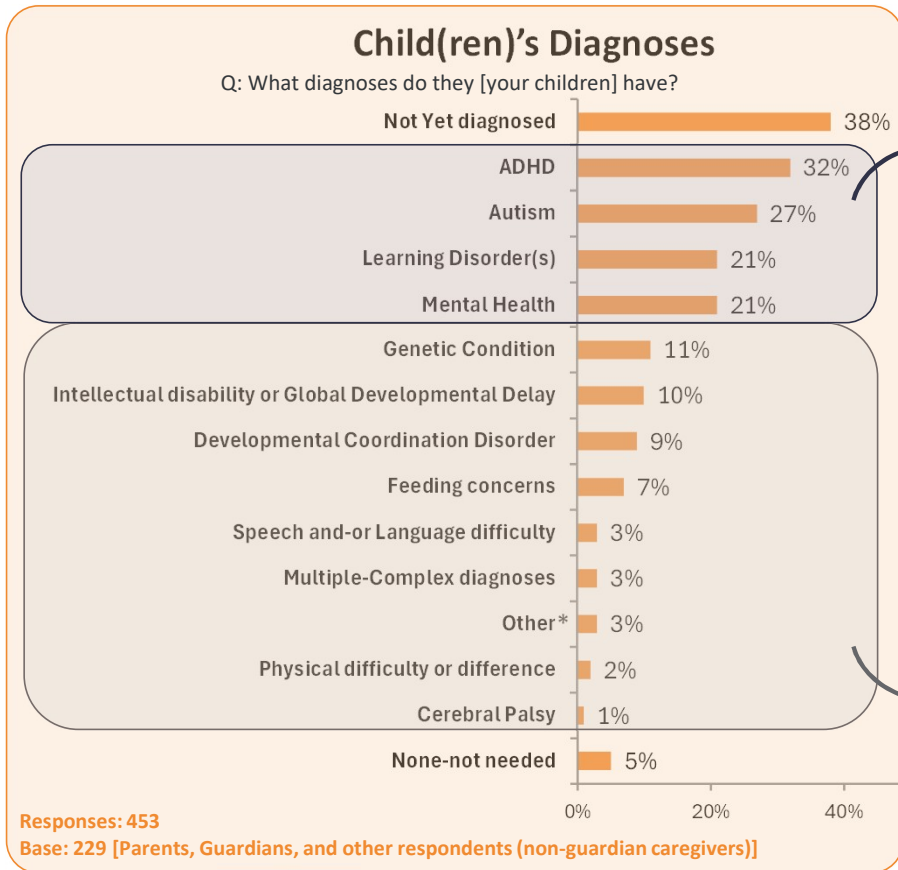 Child(ren)'s Diagnoses
Q: What diagnoses do they [your children] have?
Not Yet diagnosed 38%
ADHD 32%
Autism 27%
Learning Disorder(s) 21%
Mental Health 21%
Genetic Condition 11%
Intellectual disability or Global Developmental Delay 10%
Developmental Coordination Disorder 9%
Feeding concerns 7%
Speech and-or Language difficulty 3%
Multiple-Complex diagnoses 3%
Other* 3%
Physical difficulty or difference 2%
Cerebral Palsy 1%
None-not needed 5%
0% 20% 40%
Responses: 453
Base: 229 [Parents, Guardians, and other respondents (non-guardian caregivers)]